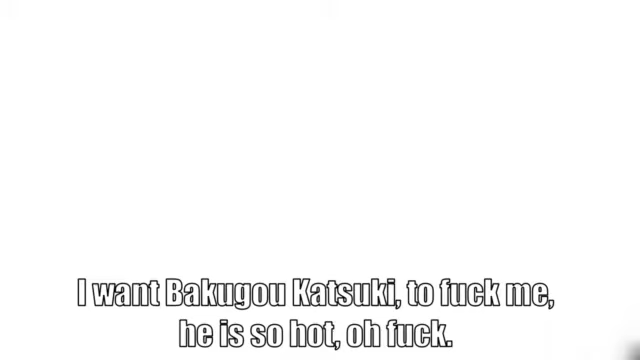 I want Bakugou Katsuki, to fuck me,
he is so hot, oh fuck.